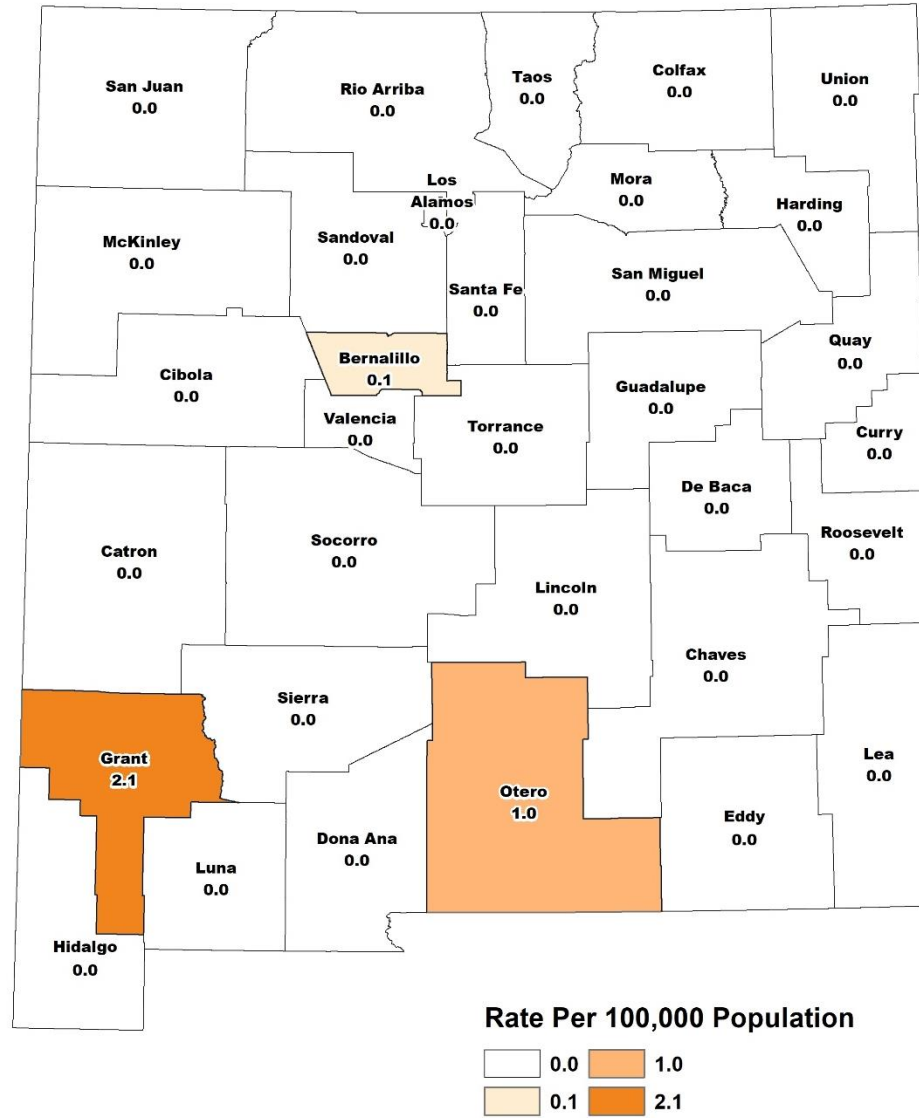 San Juan
0.0
Rio Arriba
0.0
Taos
0.0
Colfax
0.0
Union
0.0
Los
Alamos
0.0
Mora
0.0
Harding
0.0
McKinley
0.0
Sandoval
0.0
Santa Fe
0.0
San Miguel
0.0
Quay
0.0
Bernalillo
0.1
Cibola
0.0
Guadalupe
0.0
Valencia
0.0
Torrance
0.0
Curry
0.0
De Baca
0.0
Roosevelt
0.0
Catron
0.0
Socorro
0.0
Lincoln
0.0
Chaves
0.0
Sierra
0.0
Grant
2.1
Otero
1.0
Lea
0.0
Eddy
0.0
Dona Ana
0.0
Luna
0.0
Hidalgo
0.0
Rate Per 100,000 Population
0.0 1.0
0.1 2.1